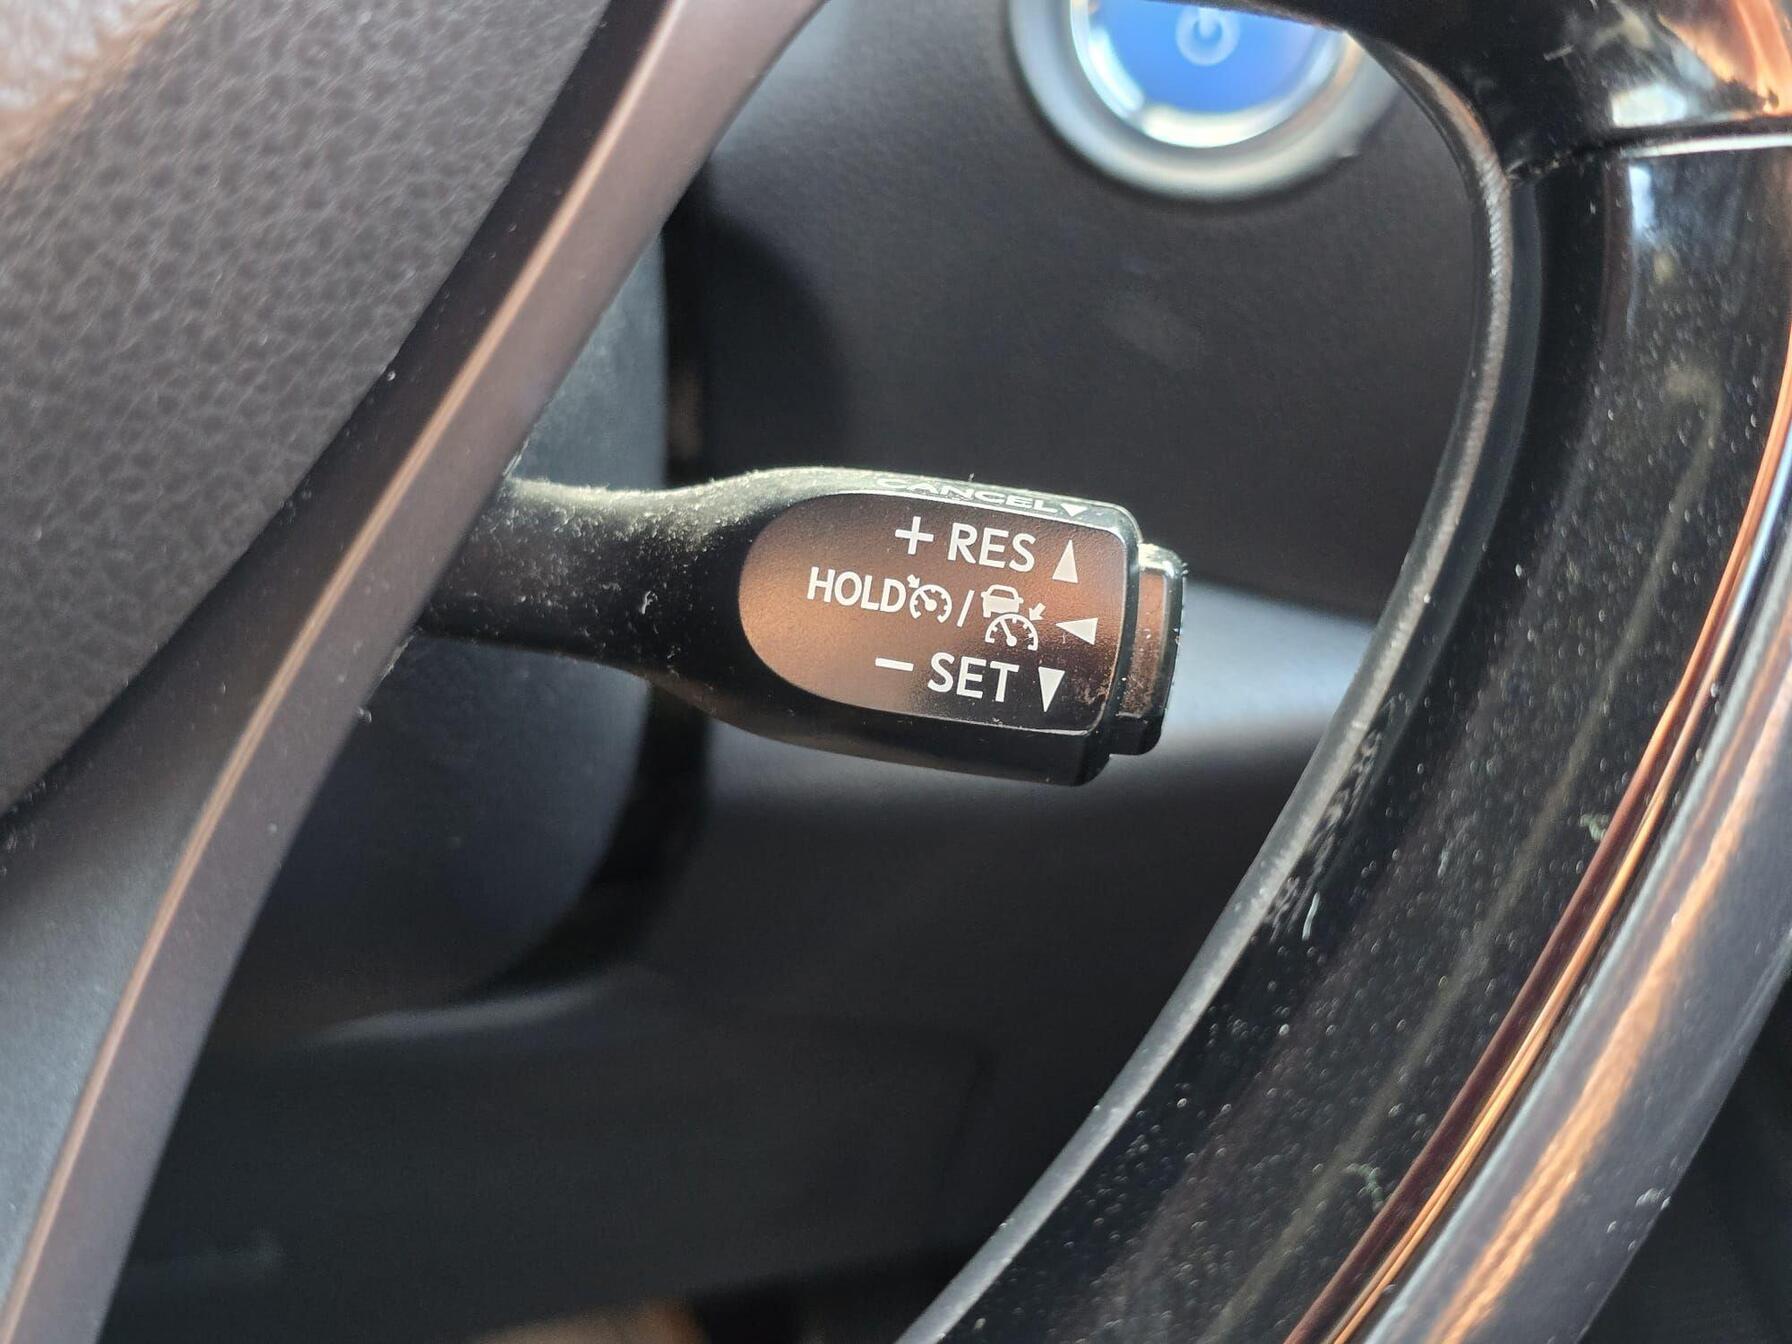 CANCEL▼
+ RES ▲
HOLD / ◀
− SET ▼